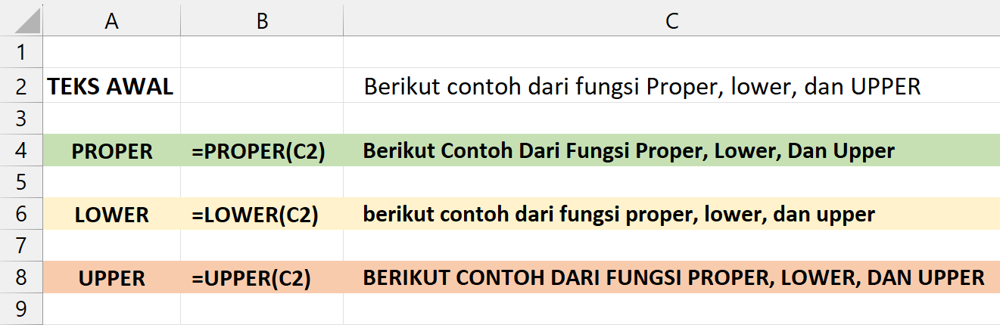 A B C
1
2 TEKS AWAL Berikut contoh dari fungsi Proper, lower, dan UPPER
3
4 PROPER =PROPER(C2) Berikut Contoh Dari Fungsi Proper, Lower, Dan Upper
5
6 LOWER =LOWER(C2) berikut contoh dari fungsi proper, lower, dan upper
7
8 UPPER =UPPER(C2) BERIKUT CONTOH DARI FUNGSI PROPER, LOWER, DAN UPPER
9